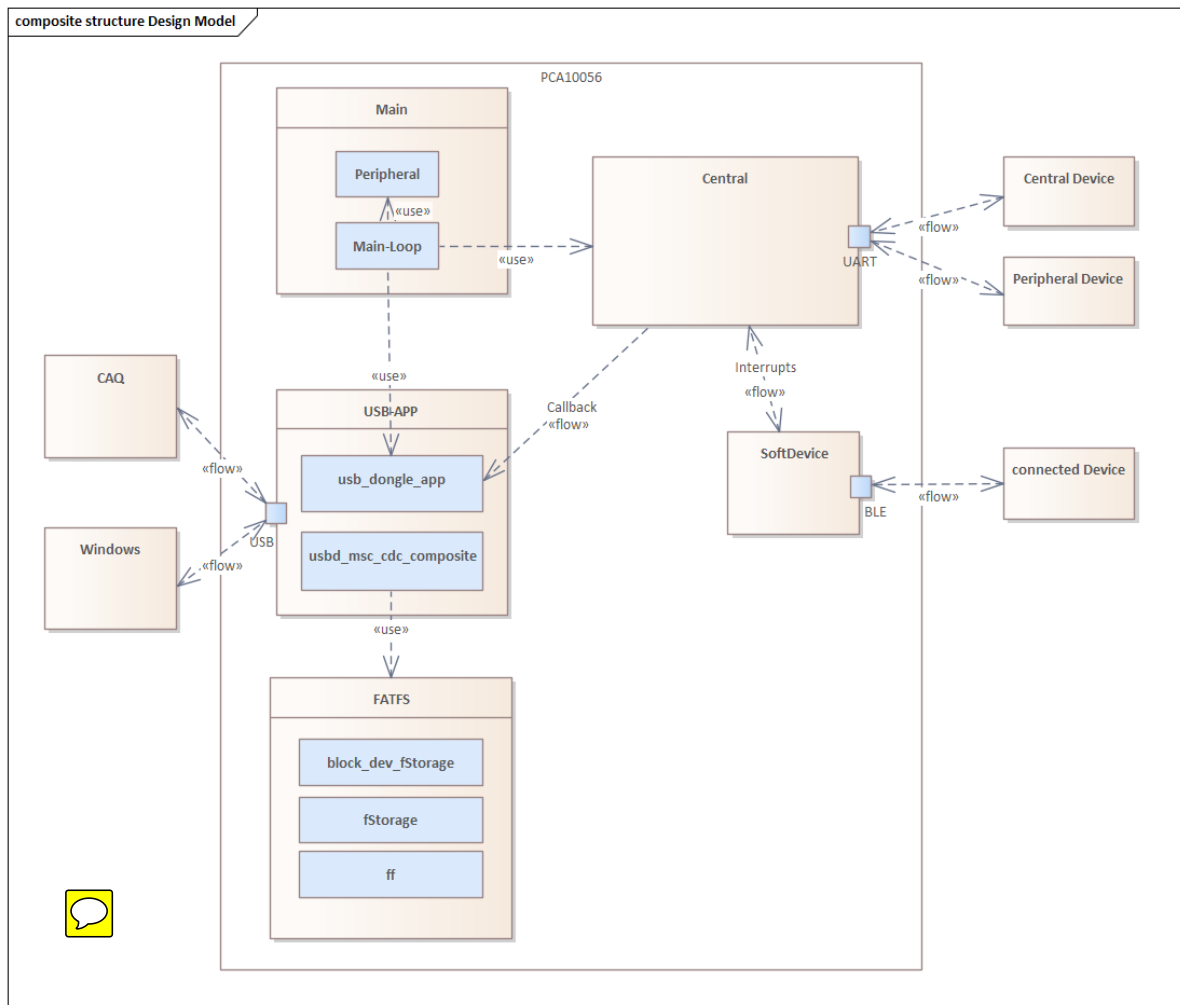 composite structure Design Model
PCA10056
Main
Peripheral
«use»
Main-Loop
«use»
Central
UART
Central Device
«flow»
Peripheral Device
«flow»
«use»
CAQ
«flow»
Windows
«flow»
USB
USB-APP
usb_dongle_app
usbd_msc_cdc_composite
Callback
«flow»
Interrupts
«flow»
SoftDevice
BLE
connected Device
«flow»
«use»
FATFS
block_dev_fStorage
fStorage
ff